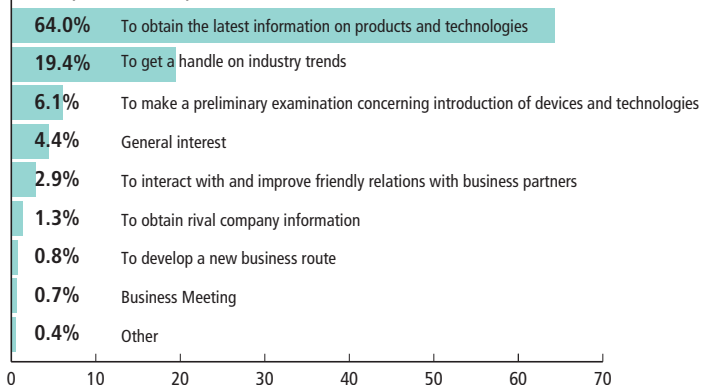 64.0% To obtain the latest information on products and technologies
19.4% To get a handle on industry trends
6.1% To make a preliminary examination concerning introduction of devices and technologies
4.4% General interest
2.9% To interact with and improve friendly relations with business partners
1.3% To obtain rival company information
0.8% To develop a new business route
0.7% Business Meeting
0.4% Other
0 10 20 30 40 50 60 70